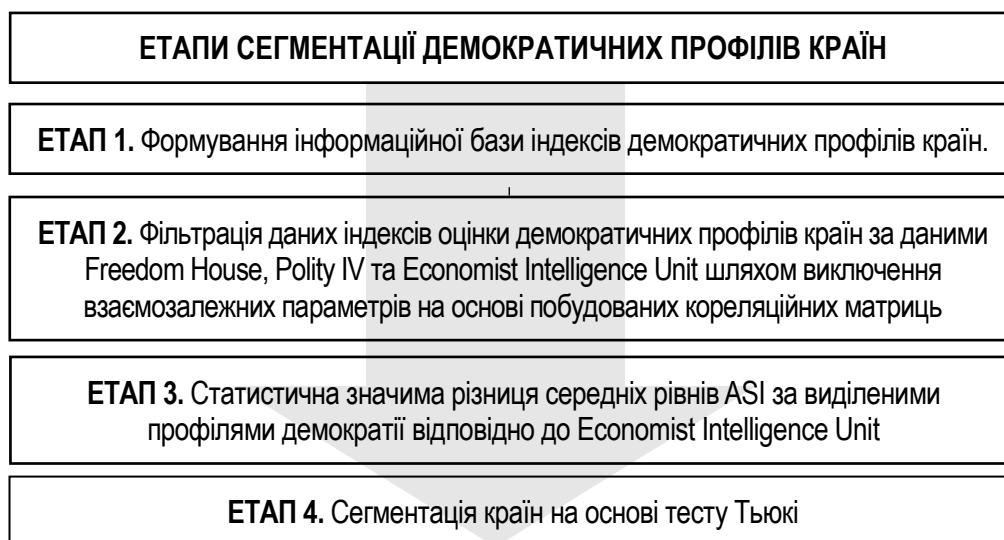 ЕТАПИ СЕГМЕНТАЦІЇ ДЕМОКРАТИЧНИХ ПРОФІЛІВ КРАЇН
ЕТАП 1. Формування інформаційної бази індексів демократичних профілів країн.
ЕТАП 2. Фільтрація даних індексів оцінки демократичних профілів країн за даними
Freedom House, Polity IV та Economist Intelligence Unit шляхом виключення
взаємозалежних параметрів на основі побудованих кореляційних матриць
ЕТАП 3. Статистична значима різниця середніх рівнів ASI за виділеними
профілями демократії відповідно до Economist Intelligence Unit
ЕТАП 4. Сегментація країн на основі тесту Тьюкі